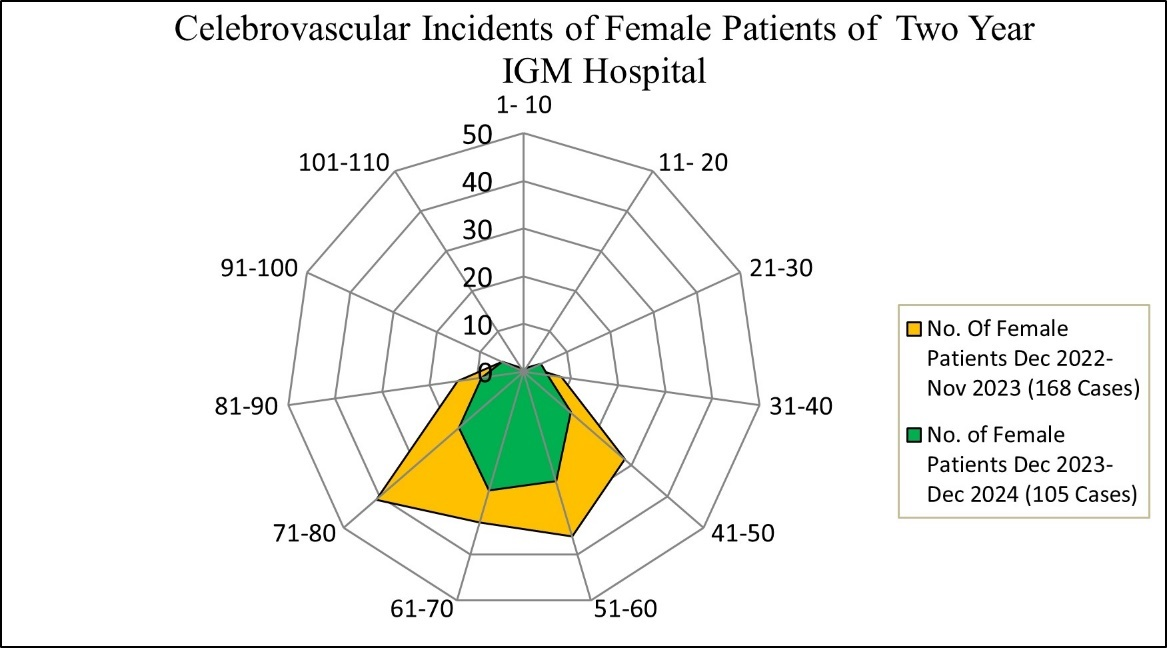 Celebrovascular Incidents of Female Patients of Two Year
IGM Hospital
1- 10
11- 20
21-30
31-40
41-50
51-60
61-70
71-80
81-90
91-100
101-110
50
40
30
20
10
0
No. Of Female
Patients Dec 2022-
Nov 2023 (168 Cases)
No. of Female
Patients Dec 2023-
Dec 2024 (105 Cases)